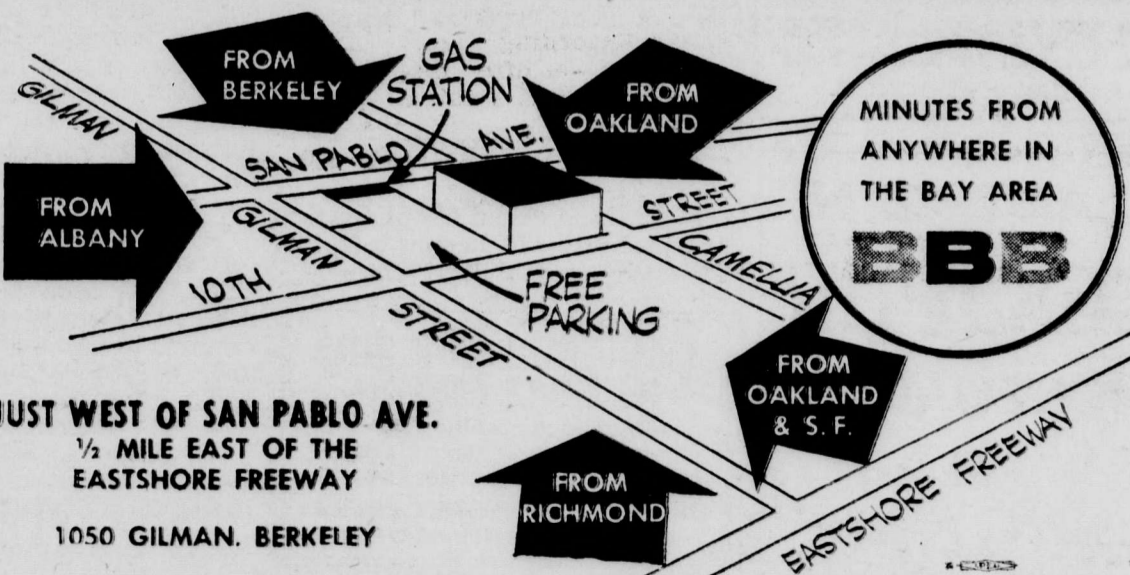 FROM
BERKELEY
GAS
STATION
FROM
OAKLAND
GILMAN
SAN PABLO AVE.
MINUTES FROM
ANYWHERE IN
THE BAY AREA
BBB
FROM
ALBANY
GILMAN
STREET
10TH
STREET
CAMELLIA
FREE
PARKING
FROM
OAKLAND
& S. F.
JUST WEST OF SAN PABLO AVE.
½ MILE EAST OF THE
EASTSHORE FREEWAY
1050 GILMAN. BERKELEY
FROM
RICHMOND
EASTSHORE FREEWAY